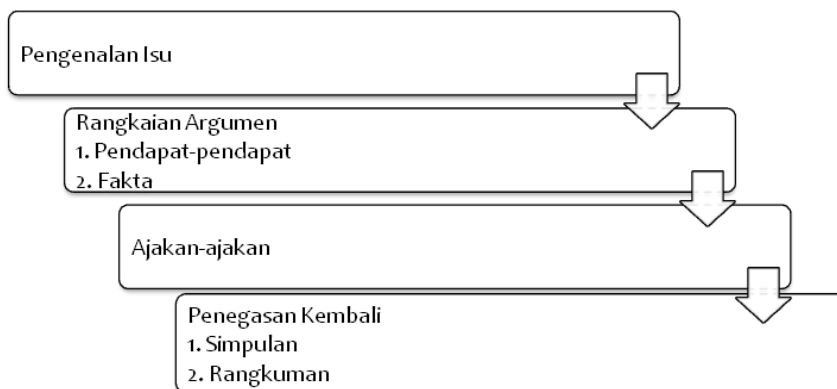 Pengenalan Isu
Rangkaian Argumen
1. Pendapat-pendapat
2. Fakta
Ajakan-ajakan
Penegasan Kembali
1. Simpulan
2. Rangkuman